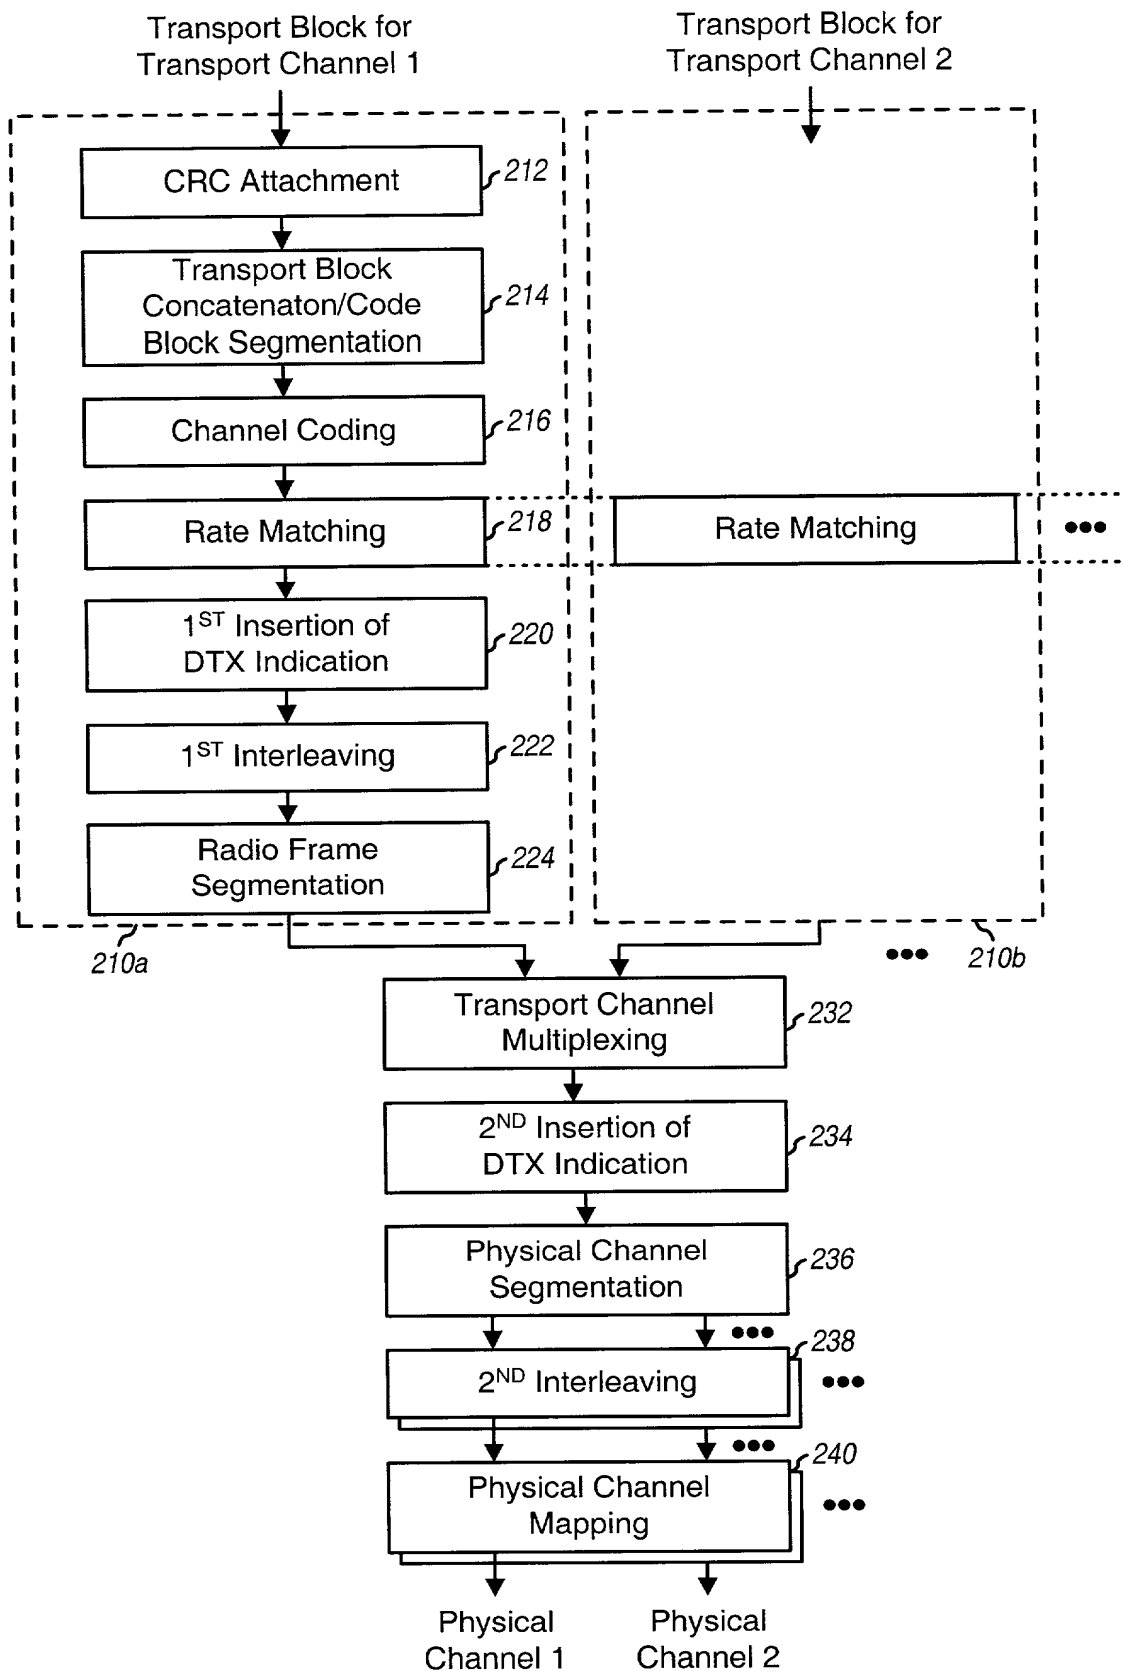 Transport Block for
Transport Channel 1
Transport Block for
Transport Channel 2
CRC Attachment
212
Transport Block
Concatenaton/Code
Block Segmentation
214
Channel Coding
216
Rate Matching
218
Rate Matching
1ST Insertion of
DTX Indication
220
1ST Interleaving
222
Radio Frame
Segmentation
224
210a
210b
Transport Channel
Multiplexing
232
2ND Insertion of
DTX Indication
234
Physical Channel
Segmentation
236
2ND Interleaving
238
Physical Channel
Mapping
240
Physical
Channel 1
Physical
Channel 2